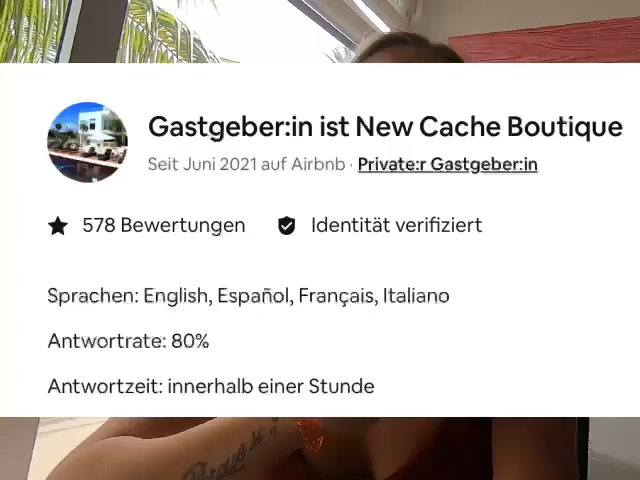 Gastgeber:in ist New Cache Boutique
Seit Juni 2021 auf Airbnb · Private:r Gastgeber:in
578 Bewertungen Identität verifiziert
Sprachen: English, Español, Français, Italiano
Antwortrate: 80%
Antwortzeit: innerhalb einer Stunde